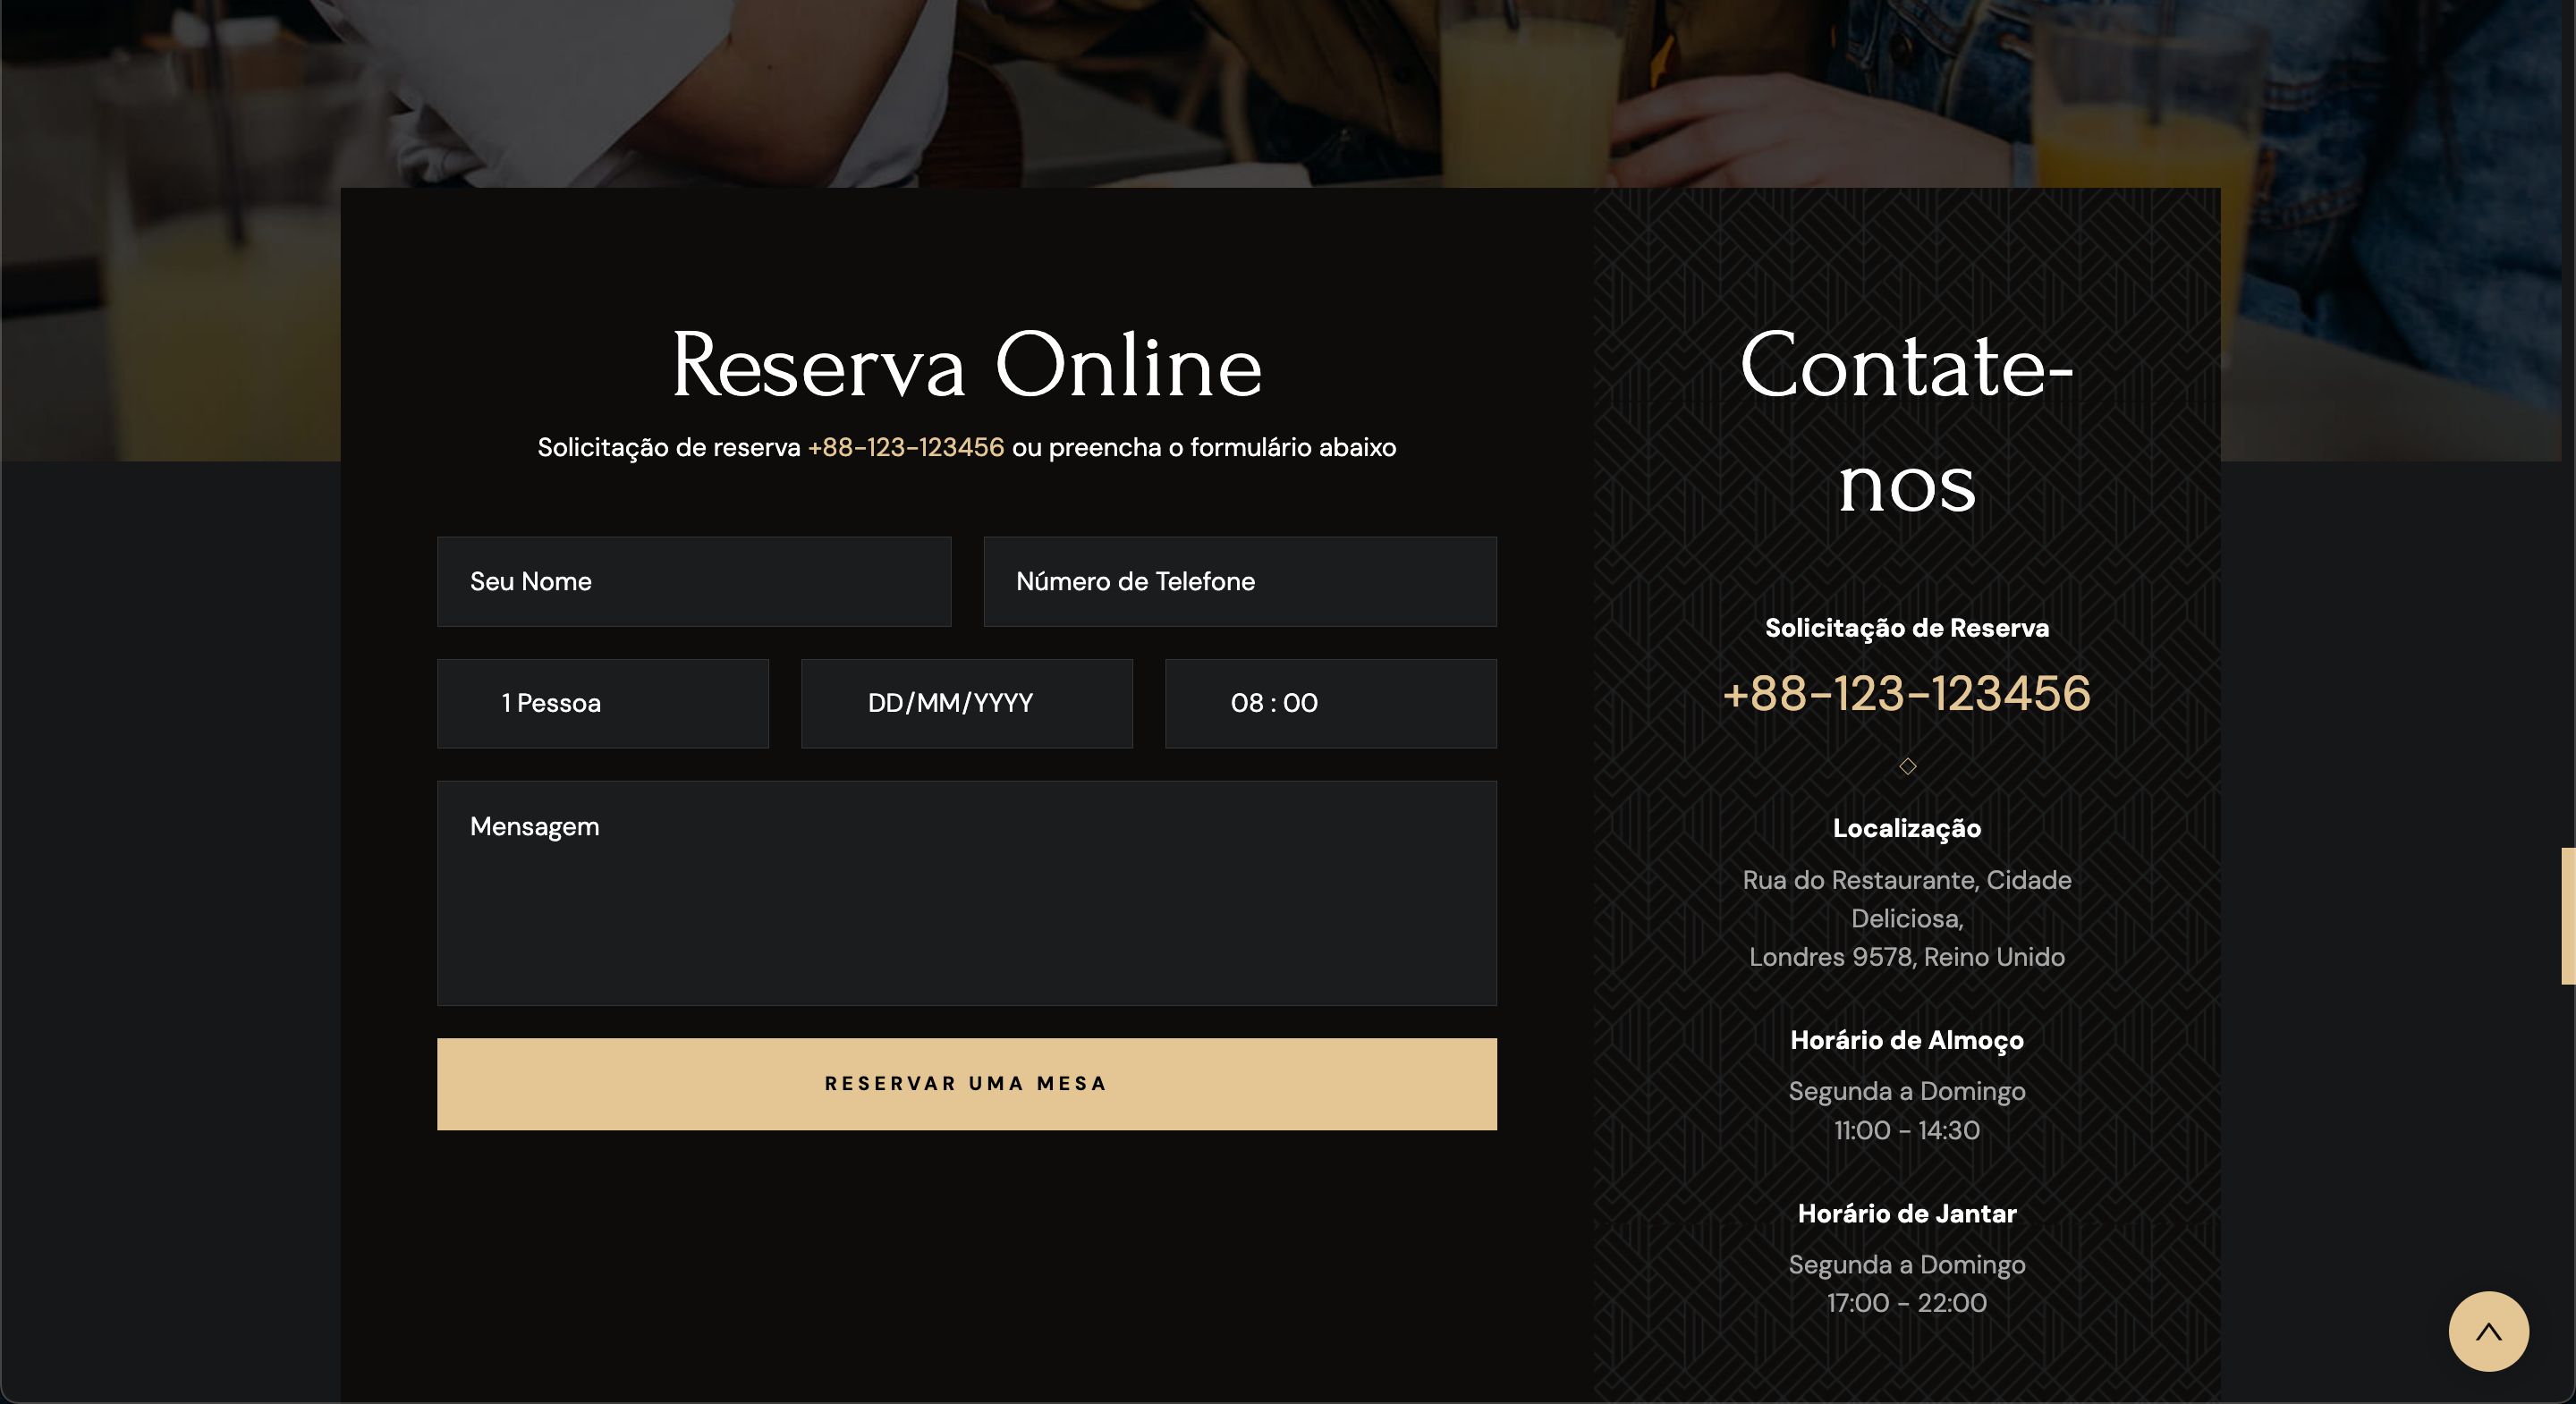 Reserva Online
Solicitação de reserva +88-123-123456 ou preencha o formulário abaixo
Seu Nome
Número de Telefone
1 Pessoa
DD/MM/YYYY
08 : 00
Mensagem
RESERVAR UMA MESA
Contate-
nos
Solicitação de Reserva
+88-123-123456
Localização
Rua do Restaurante, Cidade
Deliciosa,
Londres 9578, Reino Unido
Horário de Almoço
Segunda a Domingo
11:00 - 14:30
Horário de Jantar
Segunda a Domingo
17:00 - 22:00